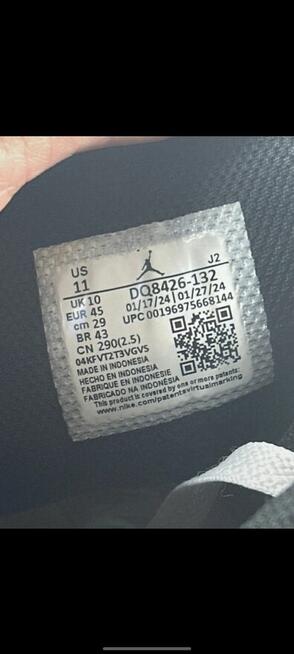 US
11
J2
UK 10
DQ8426-132
EUR 45
01/17/24 | 01/27/24
cm 29
UPC 00196975668144
BR 43
CN 290(2.5)
04KFVT2T3VGVS
MADE IN INDONESIA
HECHO EN INDONESIA
FABRIQUE EN INDONESIE
FABRICADO NA INDONÉSIA
This product is covered by one or more patents:
www.nike.com/patentsvirtualmarking